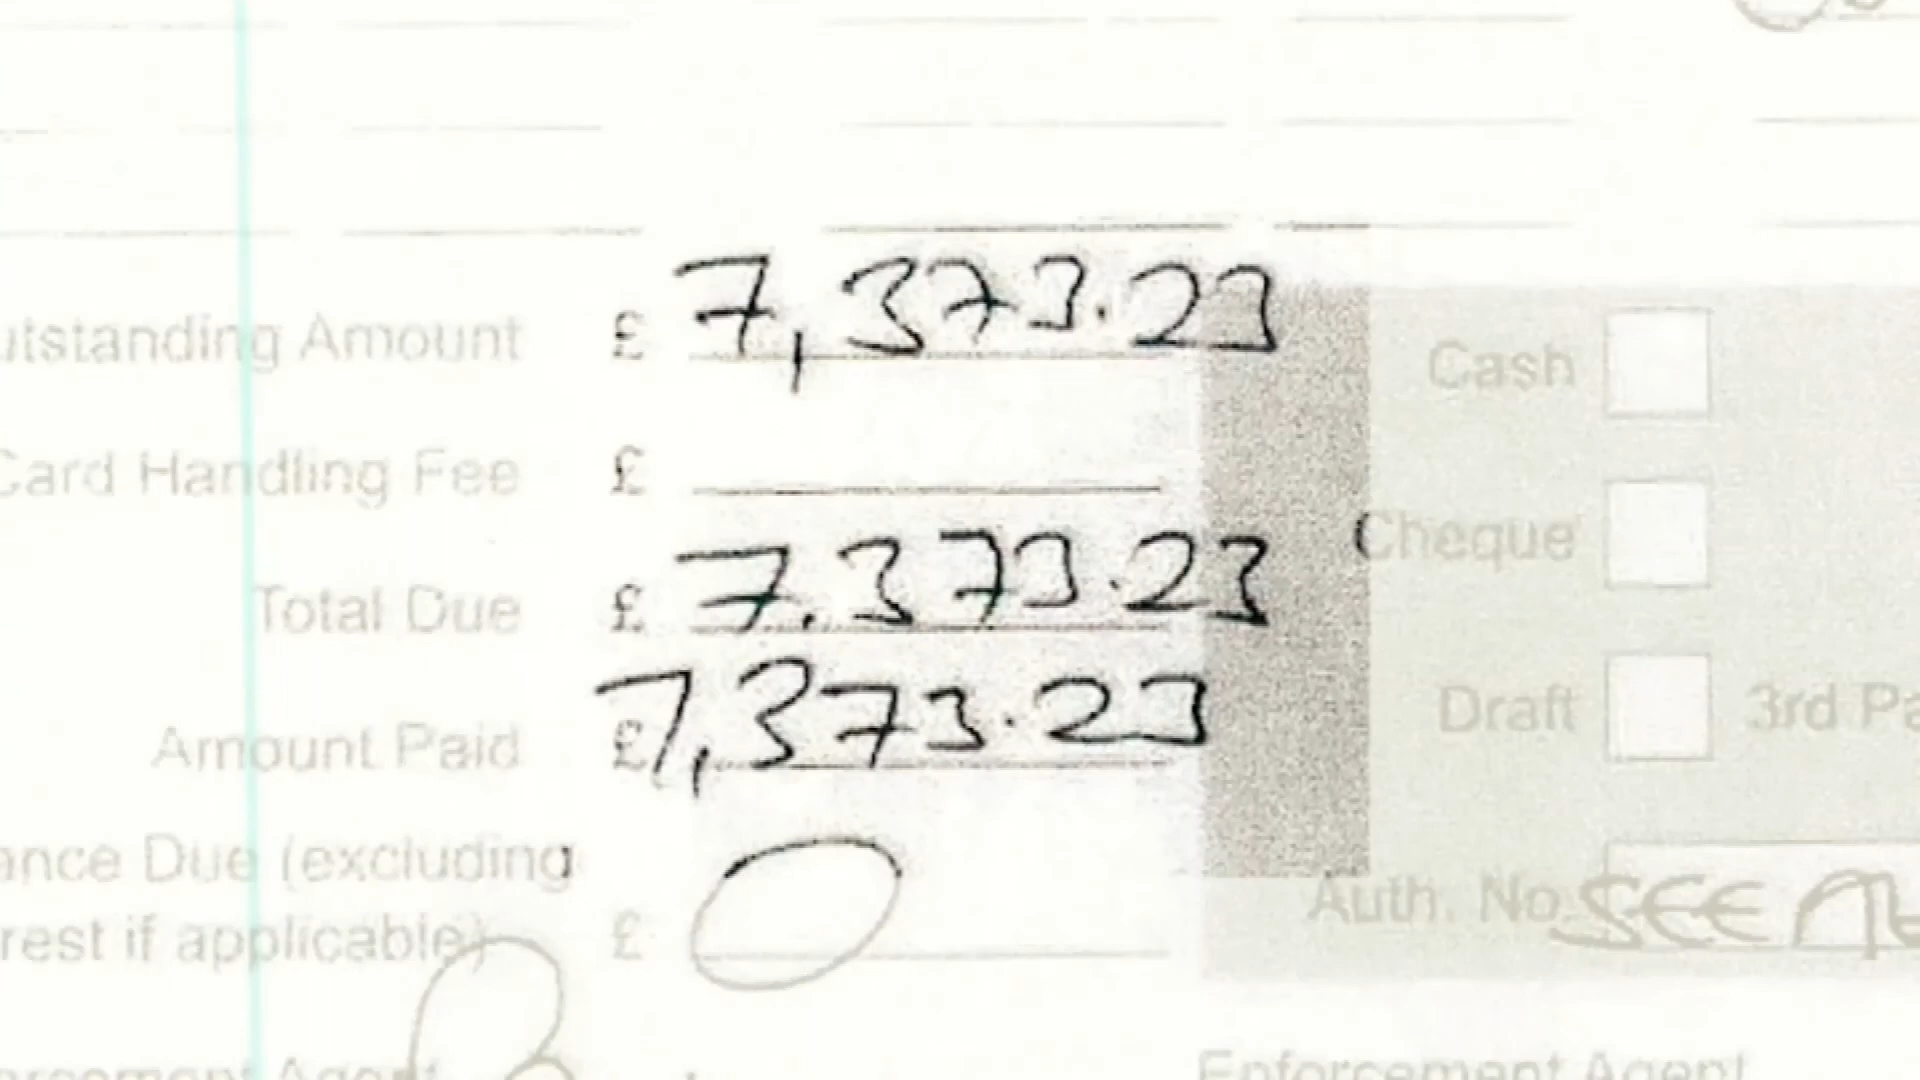 utstanding Amount £ 7,373.23 Cash
Card Handling Fee £ Cheque
Total Due £ 7.373.23
Amount Paid £7,373.23 Draft 3rd Pa
ance Due (excluding
rest if applicable) £ 0 Auth. No. SEE
Enforcement Agent